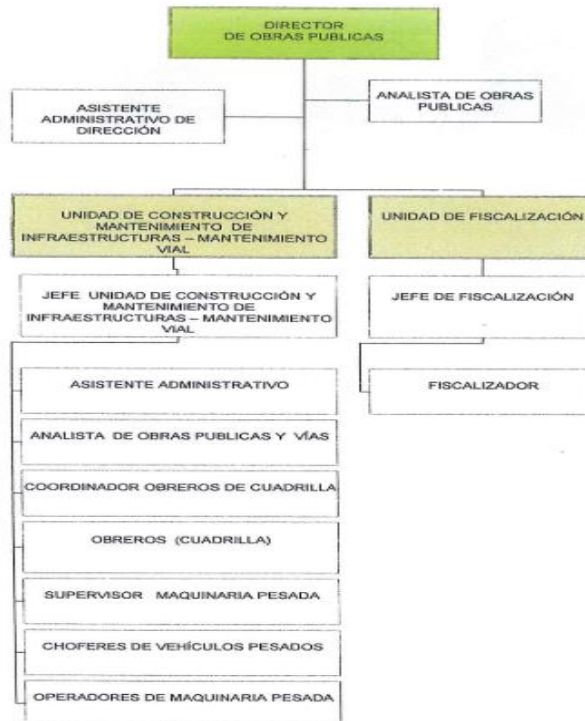 DIRECTOR
DE OBRAS PUBLICAS
ASISTENTE
ADMINISTRATIVO DE
DIRECCIÓN
ANALISTA DE OBRAS
PUBLICAS
UNIDAD DE CONSTRUCCIÓN Y
MANTENIMIENTO DE
INFRAESTRUCTURAS – MANTENIMIENTO
VIAL
UNIDAD DE FISCALIZACIÓN
JEFE UNIDAD DE CONSTRUCCIÓN Y
MANTENIMIENTO DE
INFRAESTRUCTURAS – MANTENIMIENTO
VIAL
JEFE DE FISCALIZACIÓN
ASISTENTE ADMINISTRATIVO
FISCALIZADOR
ANALISTA DE OBRAS PUBLICAS Y VÍAS
COORDINADOR OBREROS DE CUADRILLA
OBREROS (CUADRILLA)
SUPERVISOR MAQUINARIA PESADA
CHOFERES DE VEHÍCULOS PESADOS
OPERADORES DE MAQUINARIA PESADA